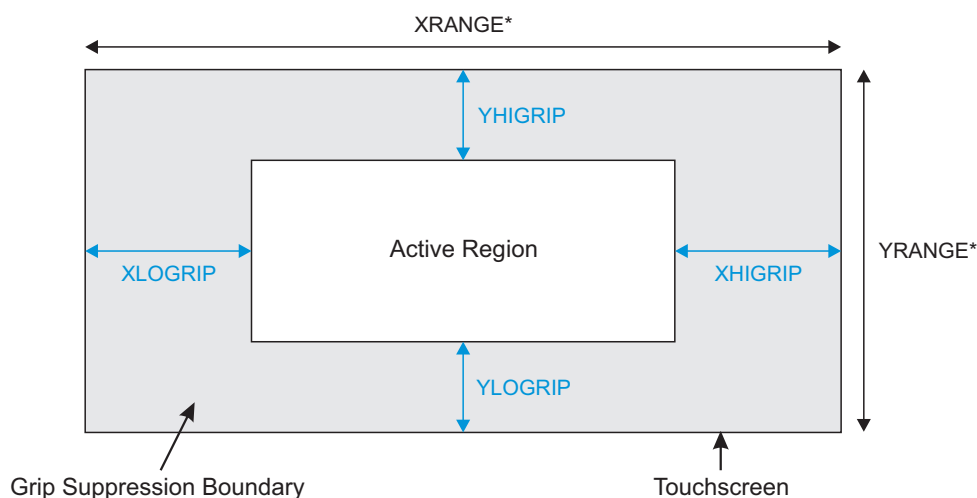 XRANGE*
YHIGRIP
Active Region
YRANGE*
XLOGRIP
XHIGRIP
YLOGRIP
Grip Suppression Boundary
Touchscreen